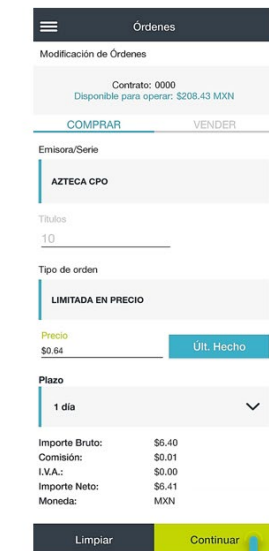 Órdenes
Modificación de Órdenes
Contrato: 0000
Disponible para operar: $208.43 MXN
COMPRAR VENDER
Emisora/Serie
AZTECA CPO
Títulos
10
Tipo de orden
LIMITADA EN PRECIO
Precio
$0.64 Últ. Hecho
Plazo
1 día
Importe Bruto: $6.40
Comisión: $0.01
I.V.A.: $0.00
Importe Neto: $6.41
Moneda: MXN
Limpiar Continuar